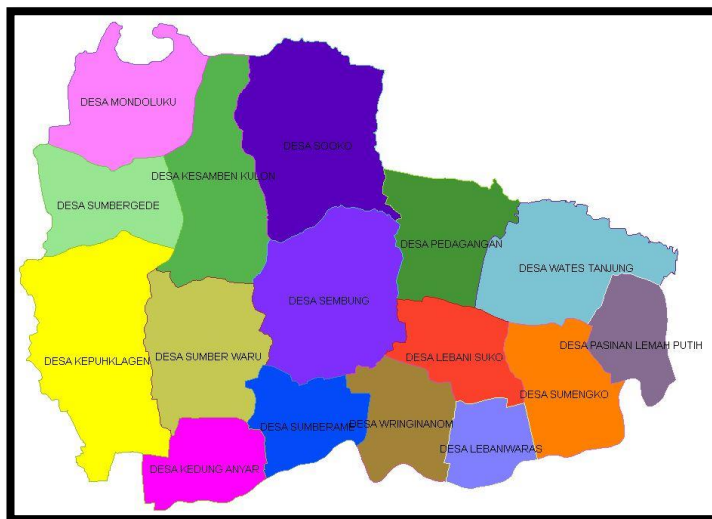 DESA MONDOLUKU
DESA SOOKO
DESA KESAMBEN KULON
DESA SUMBERGEDE
DESA PEDAGANGAN
DESA WATES TANJUNG
DESA SEMBUNG
DESA KEPUHKLAGEN
DESA SUMBER WARU
DESA LEBANI SUKO
DESA PASINAN LEMAH PUTIH
DESA SUMENGKO
DESA SUMBERAME
DESA WRINGINANOM
DESA LEBANIWARAS
DESA KEDUNG ANYAR